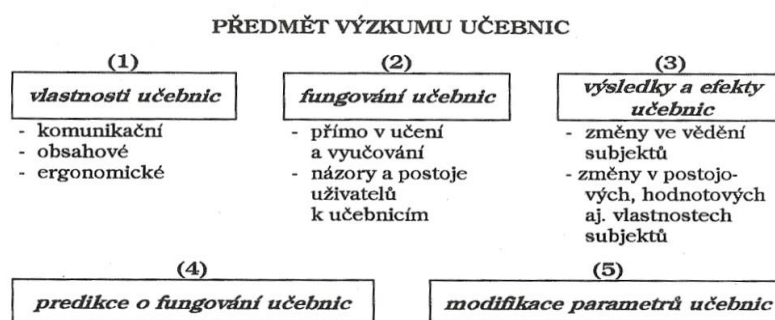 PŘEDMĚT VÝZKUMU UČEBNIC
(1)
vlastnosti učebnic
- komunikační
- obsahové
- ergonomické
(2)
fungování učebnic
- přímo v učení
a vyučování
- názory a postoje
uživatelů
k učebnicím
(3)
výsledky a efekty
učebnic
- změny ve vědění
subjektů
- změny v postojo-
vých, hodnotových
aj. vlastnostech
subjektů
(4)
predikce o fungování učebnic
(5)
modifikace parametrů učebnic